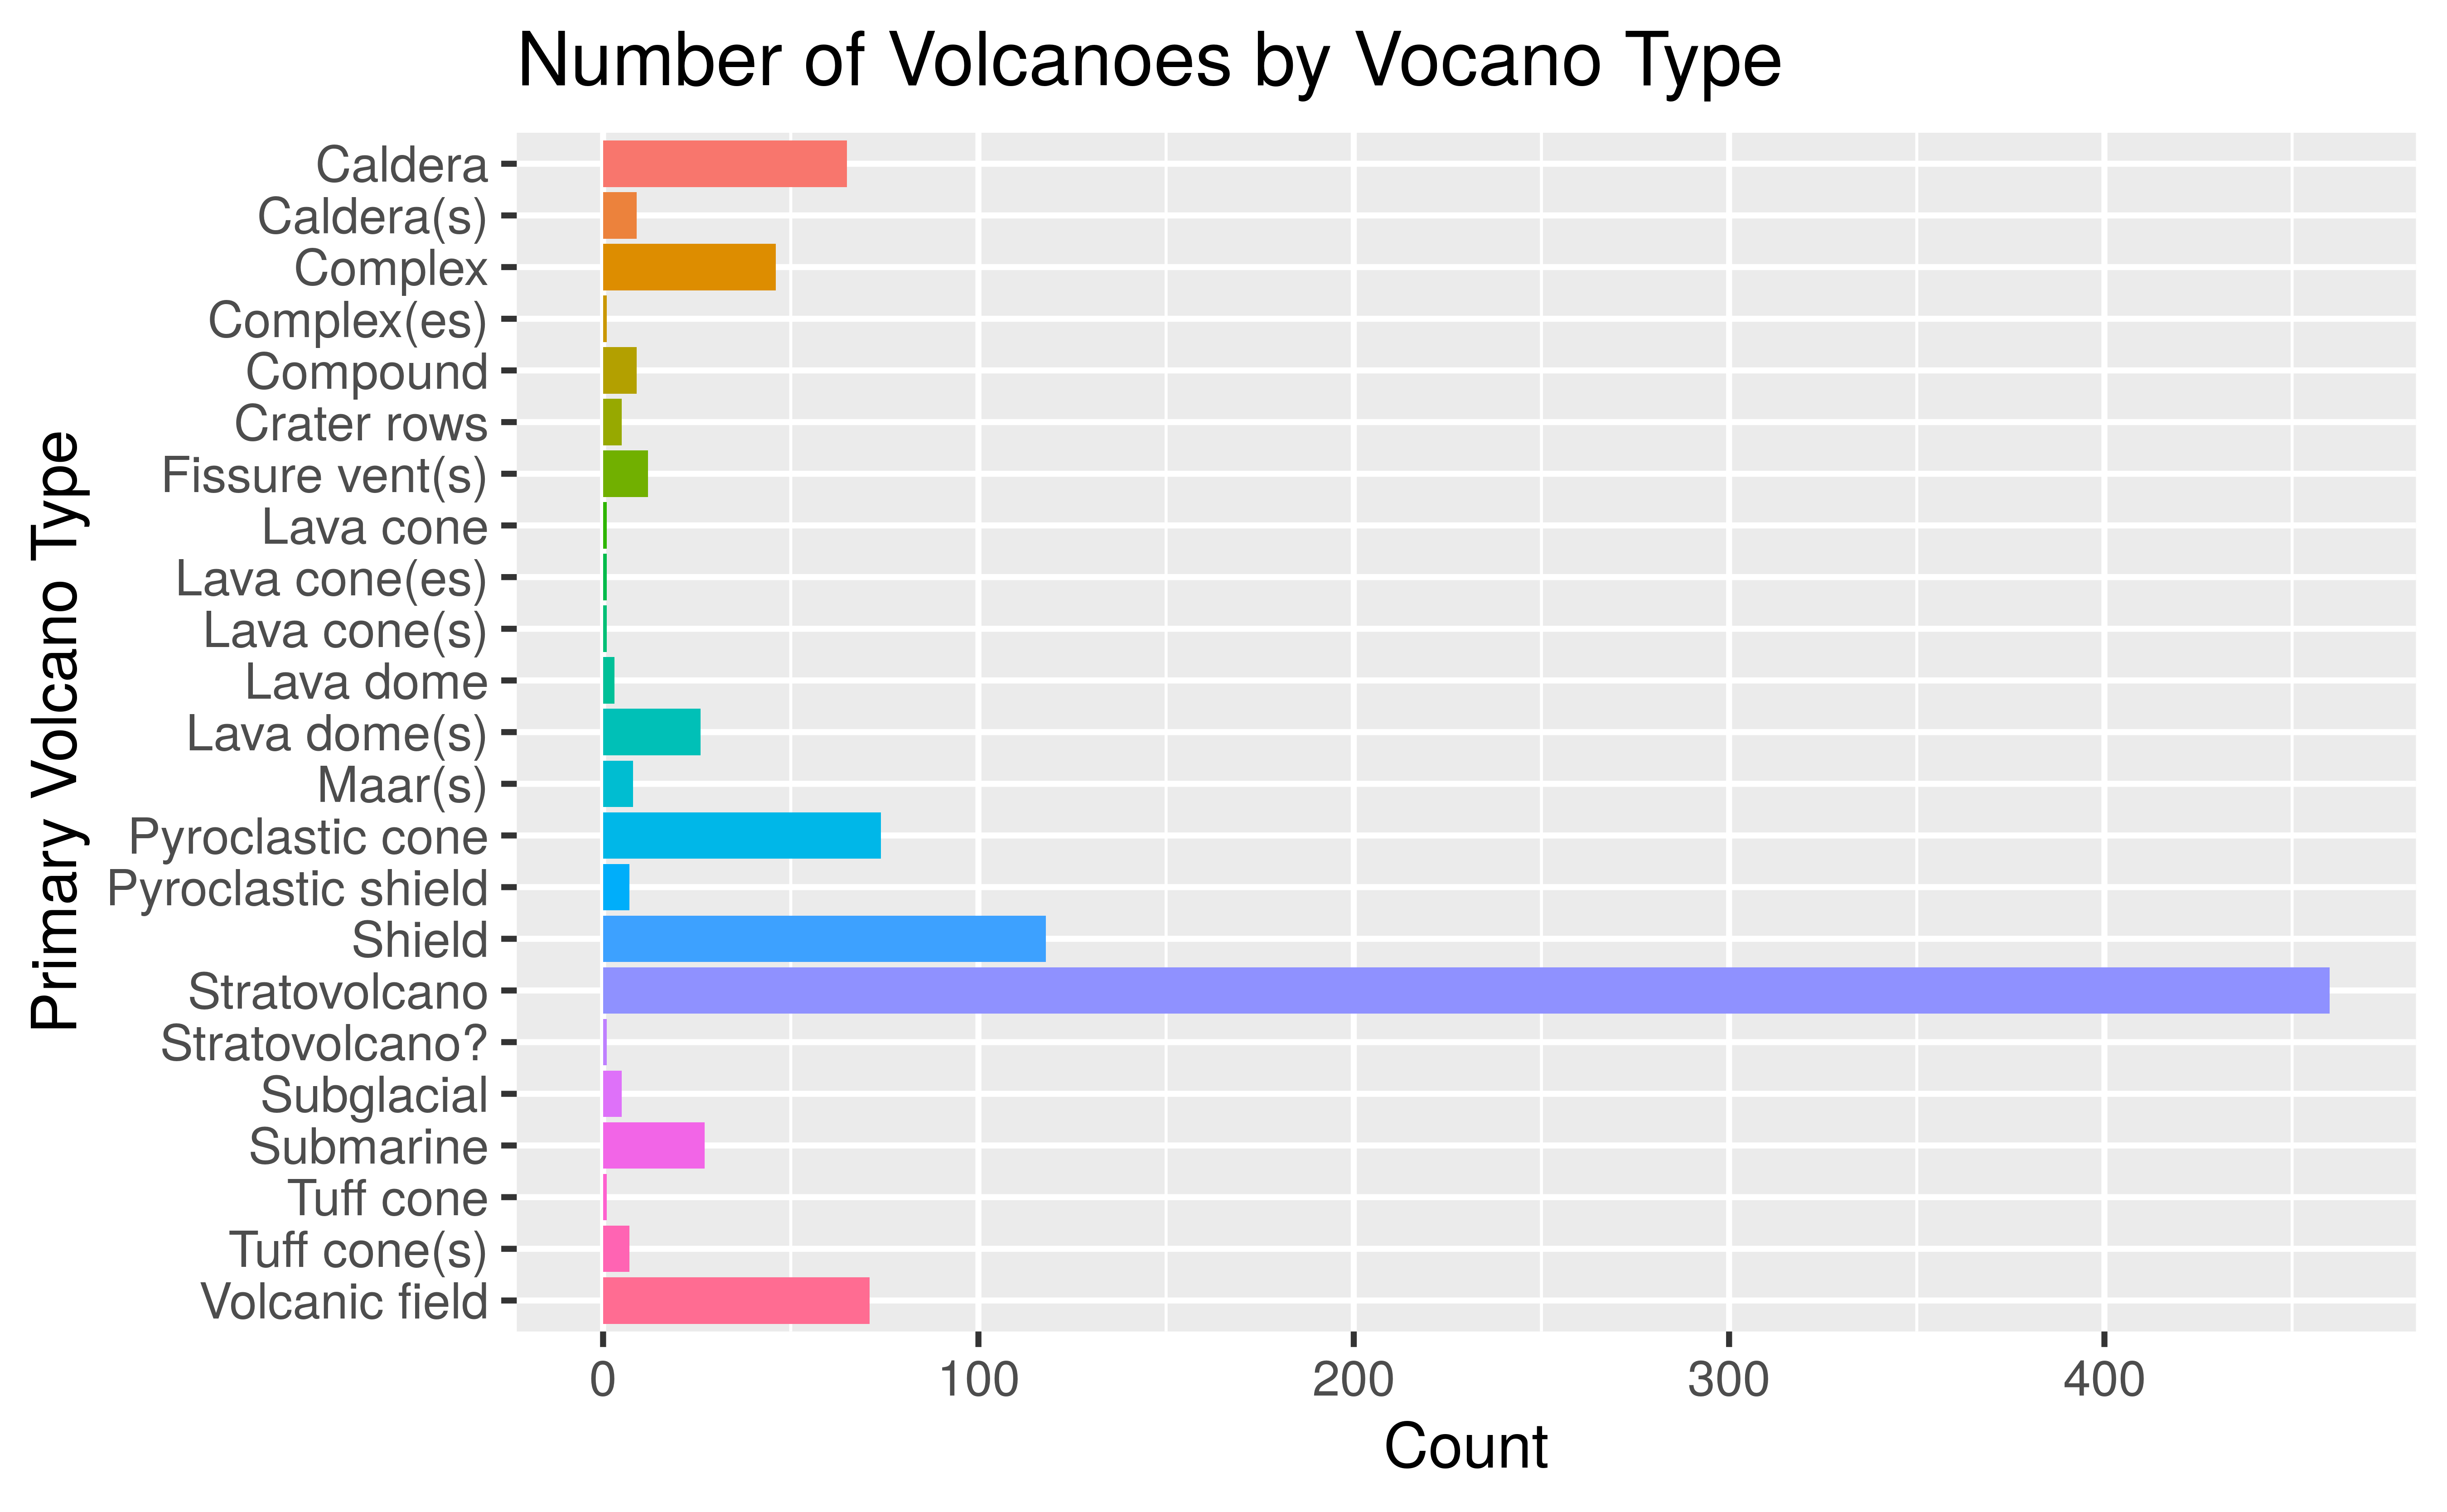 Number of Volcanoes by Vocano Type
Primary Volcano Type
Caldera
Caldera(s)
Complex
Complex(es)
Compound
Crater rows
Fissure vent(s)
Lava cone
Lava cone(es)
Lava cone(s)
Lava dome
Lava dome(s)
Maar(s)
Pyroclastic cone
Pyroclastic shield
Shield
Stratovolcano
Stratovolcano?
Subglacial
Submarine
Tuff cone
Tuff cone(s)
Volcanic field
0 100 200 300 400
Count